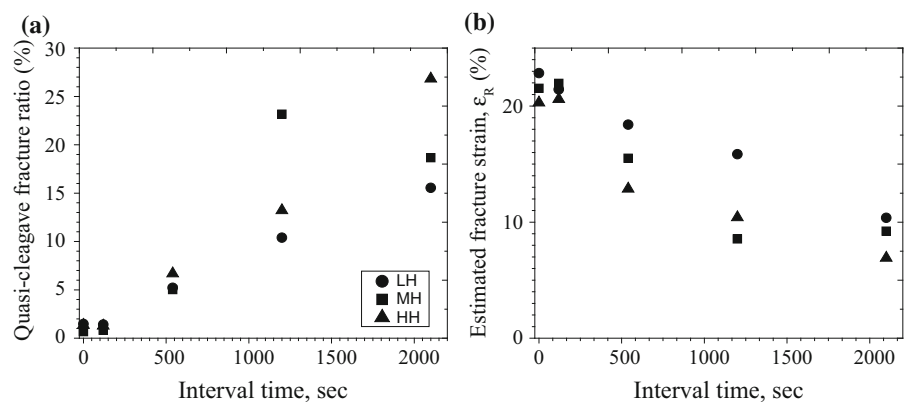 (a)
Quasi-cleagave fracture ratio (%)
30
25
20
15
10
5
0
LH
MH
HH
0 500 1000 1500 2000
Interval time, sec
(b)
Estimated fracture strain, εR (%)
20
10
0
0 500 1000 1500 2000
Interval time, sec